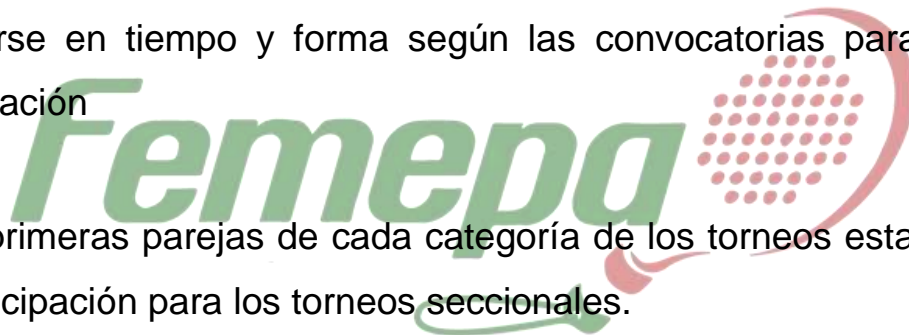 rse en tiempo y forma según las convocatorias para
ación
Femepa
primeras parejas de cada categoría de los torneos esta
cipación para los torneos seccionales.